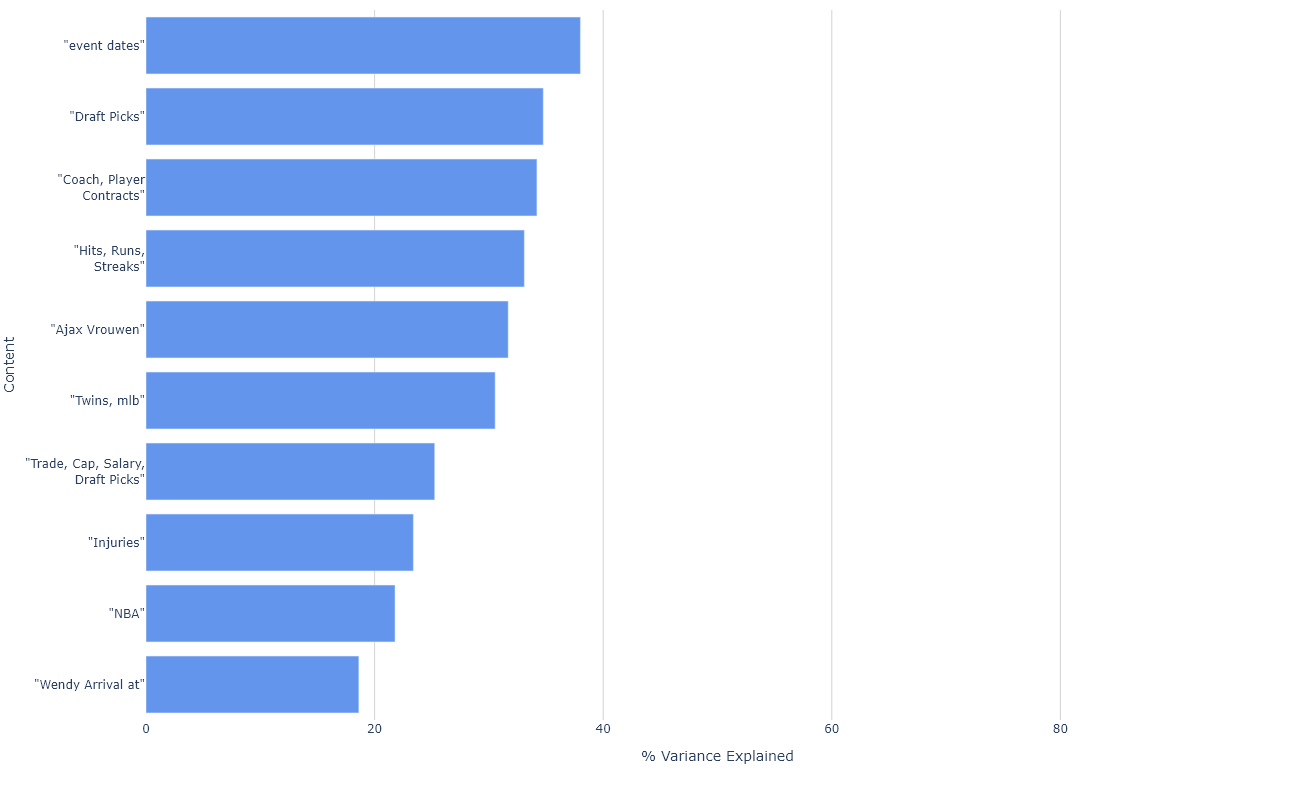 "event dates"
"Draft Picks"
"Coach, Player
Contracts"
"Hits, Runs,
Streaks"
"Ajax Vrouwen"
"Twins, mlb"
"Trade, Cap, Salary,
Draft Picks"
"Injuries"
"NBA"
"Wendy Arrival at"
Content
0 20 40 60 80
% Variance Explained